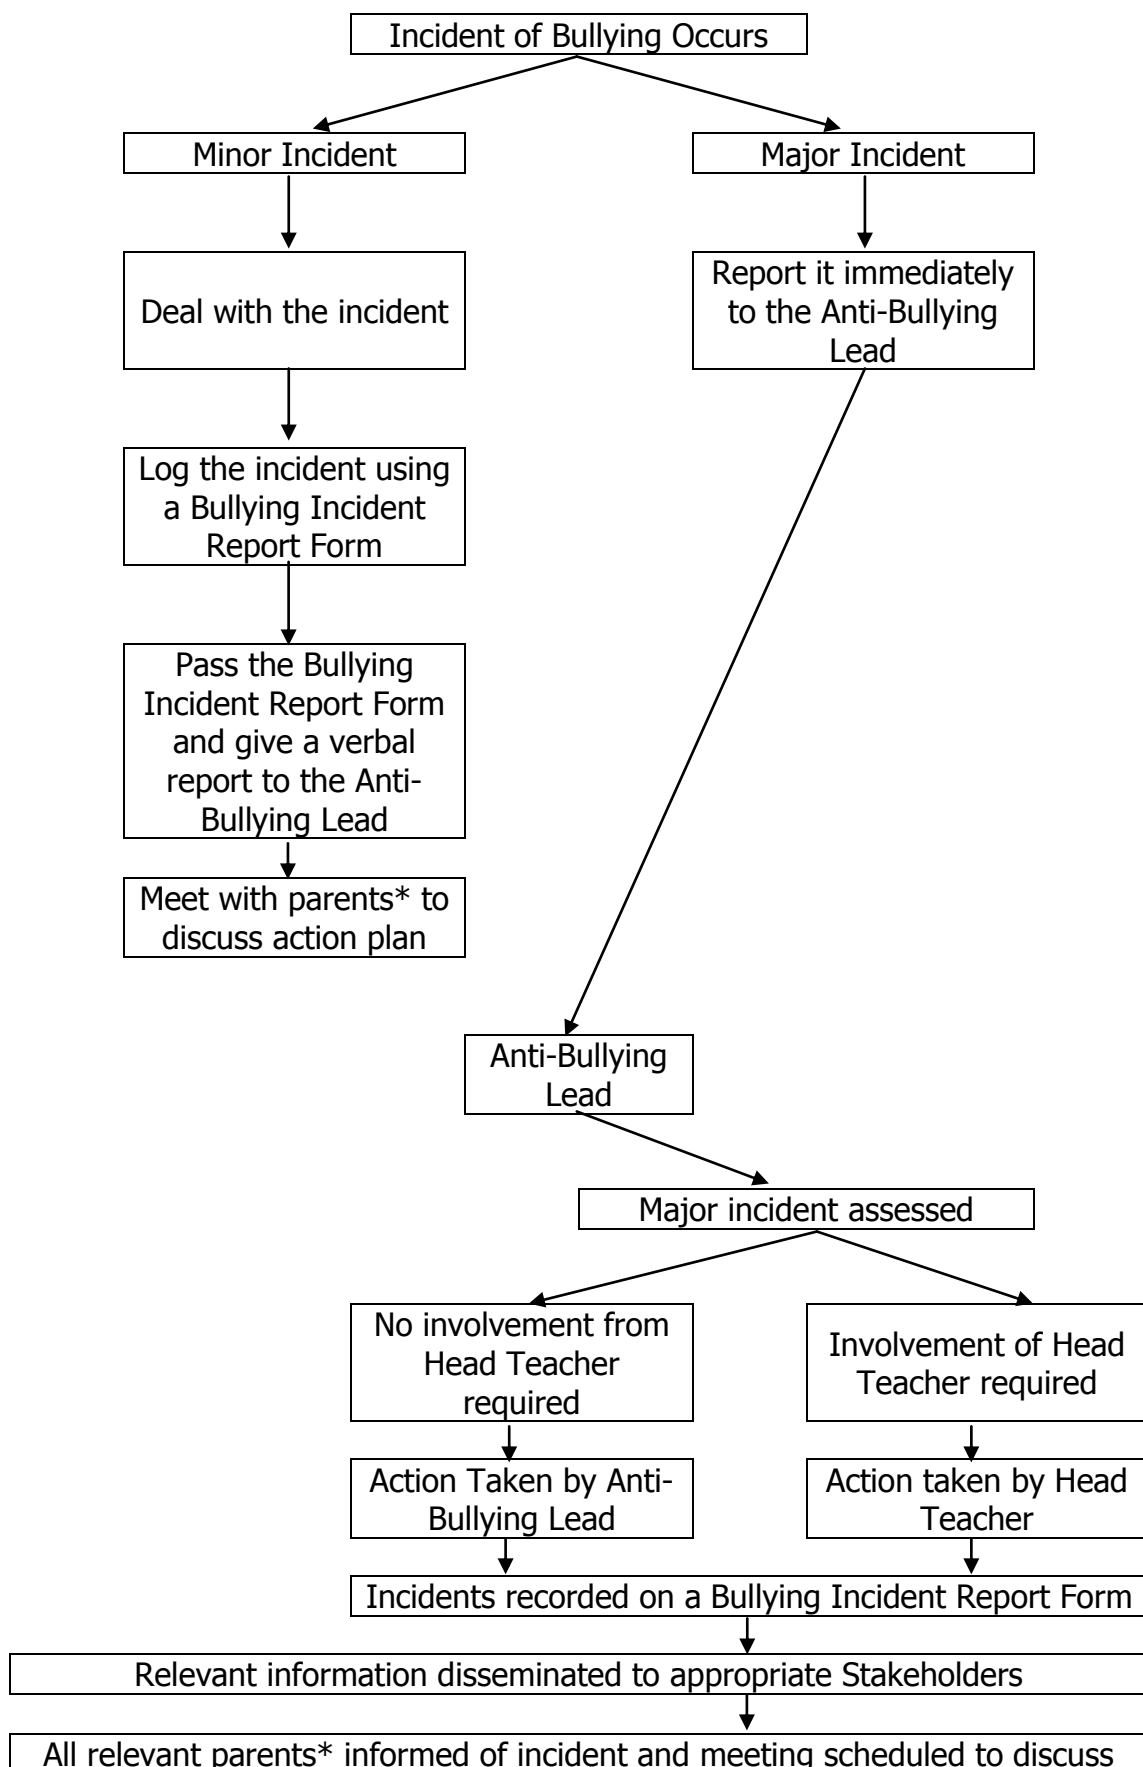 Incident of Bullying Occurs
Minor Incident
Major Incident
Deal with the incident
Report it immediately
to the Anti-Bullying
Lead
Log the incident using
a Bullying Incident
Report Form
Pass the Bullying
Incident Report Form
and give a verbal
report to the Anti-
Bullying Lead
Meet with parents* to
discuss action plan
Anti-Bullying
Lead
Major incident assessed
No involvement from
Head Teacher
required
Involvement of Head
Teacher required
Action Taken by Anti-
Bullying Lead
Action taken by Head
Teacher
Incidents recorded on a Bullying Incident Report Form
Relevant information disseminated to appropriate Stakeholders
All relevant parents* informed of incident and meeting scheduled to discuss